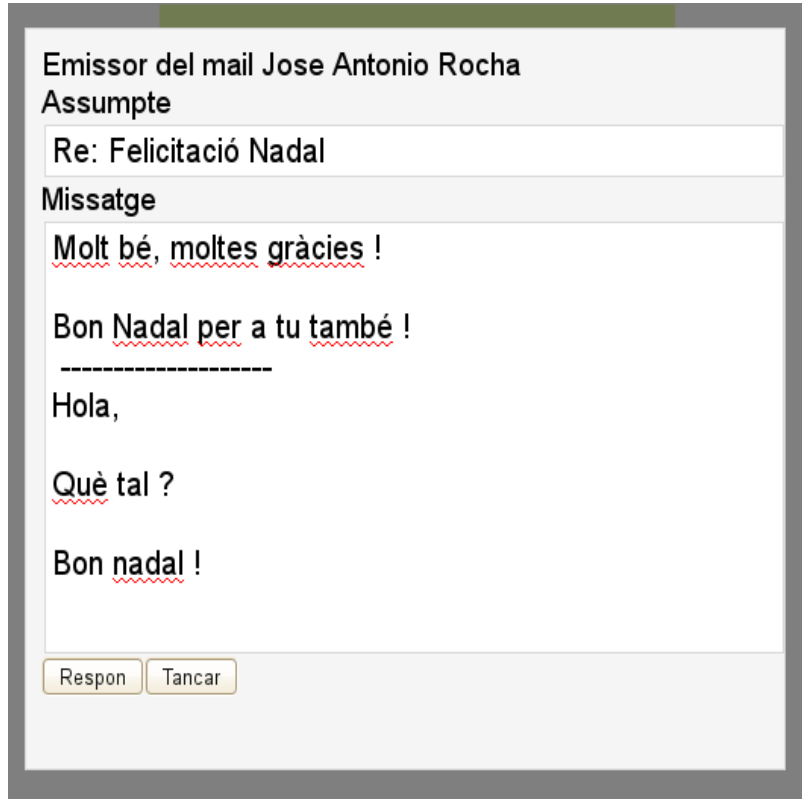 Emissor del mail Jose Antonio Rocha
Assumpte
Re: Felicitació Nadal
Missatge
Molt bé, moltes gràcies !
Bon Nadal per a tu també !
--------------------
Hola,
Què tal ?
Bon nadal !
Respon Tancar